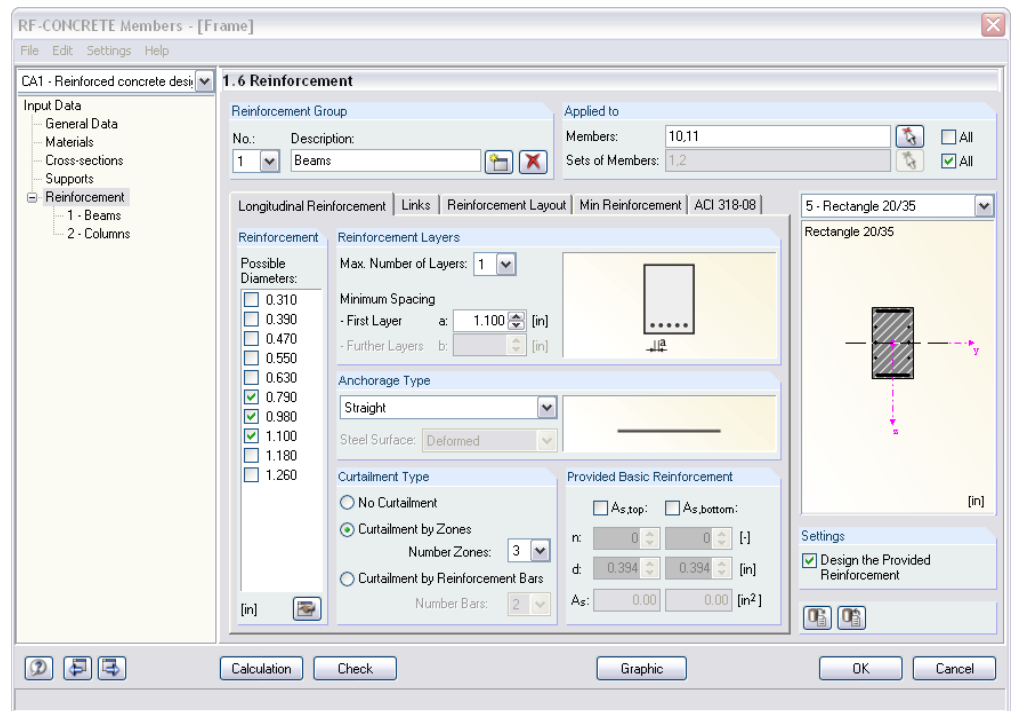 RF-CONCRETE Members - [Frame]
File Edit Settings Help
CA1 - Reinforced concrete desi
Input Data
General Data
Materials
Cross-sections
Supports
Reinforcement
1 - Beams
2 - Columns
1.6 Reinforcement
Reinforcement Group
No.: Description:
1 Beams
Applied to
Members: 10,11 All
Sets of Members: 1,2 All
Longitudinal Reinforcement Links Reinforcement Layout Min Reinforcement ACI 318-08
Reinforcement
Possible
Diameters:
0.310
0.390
0.470
0.550
0.630
0.790
0.980
1.100
1.180
1.260
[in]
Reinforcement Layers
Max. Number of Layers: 1
Minimum Spacing
- First Layer a: 1.100 [in]
- Further Layers b: [in]
a
Anchorage Type
Straight
Steel Surface: Deformed
Curtailment Type
No Curtailment
Curtailment by Zones
Number Zones: 3
Curtailment by Reinforcement Bars
Number Bars: 2
Provided Basic Reinforcement
As,top: As,bottom:
n: 0 0 [-]
d: 0.394 0.394 [in]
As: 0.00 0.00 [in²]
5 - Rectangle 20/35
Rectangle 20/35
y
z
[in]
Settings
Design the Provided
Reinforcement
Calculation Check Graphic OK Cancel